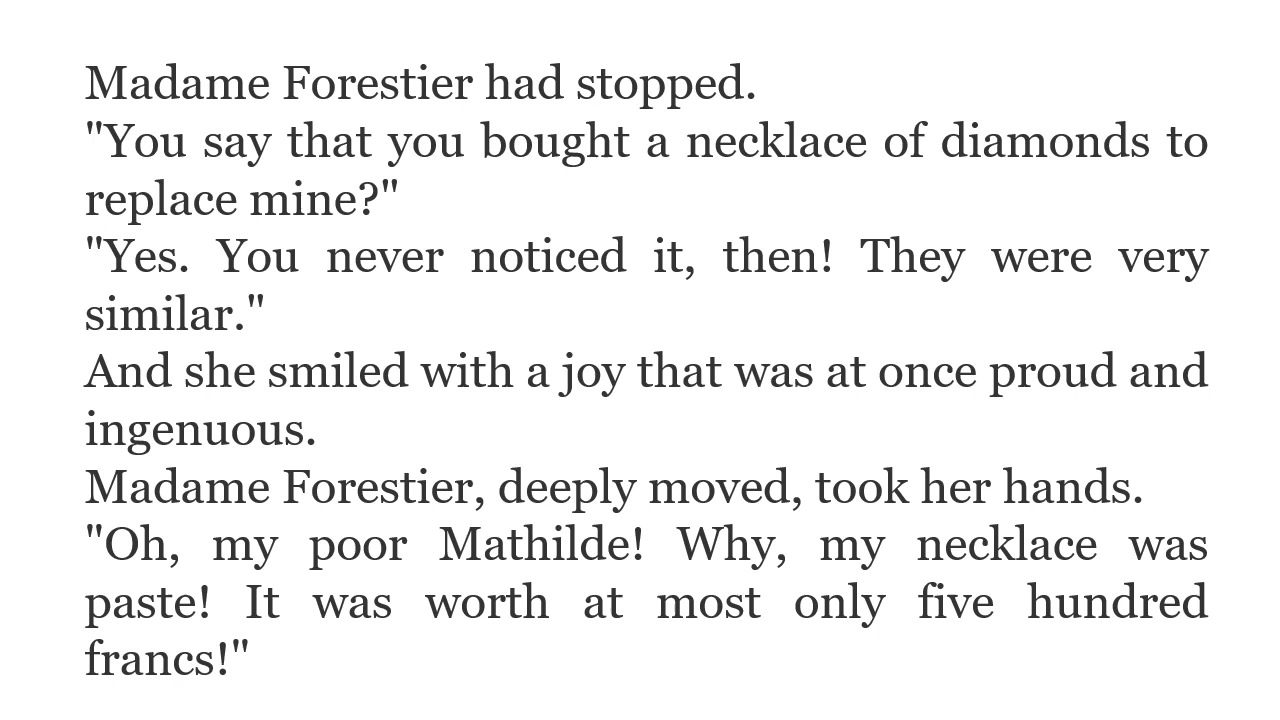 Madame Forestier had stopped.
"You say that you bought a necklace of diamonds to
replace mine?"
"Yes. You never noticed it, then! They were very
similar."
And she smiled with a joy that was at once proud and
ingenuous.
Madame Forestier, deeply moved, took her hands.
"Oh, my poor Mathilde! Why, my necklace was
paste! It was worth at most only five hundred
francs!"